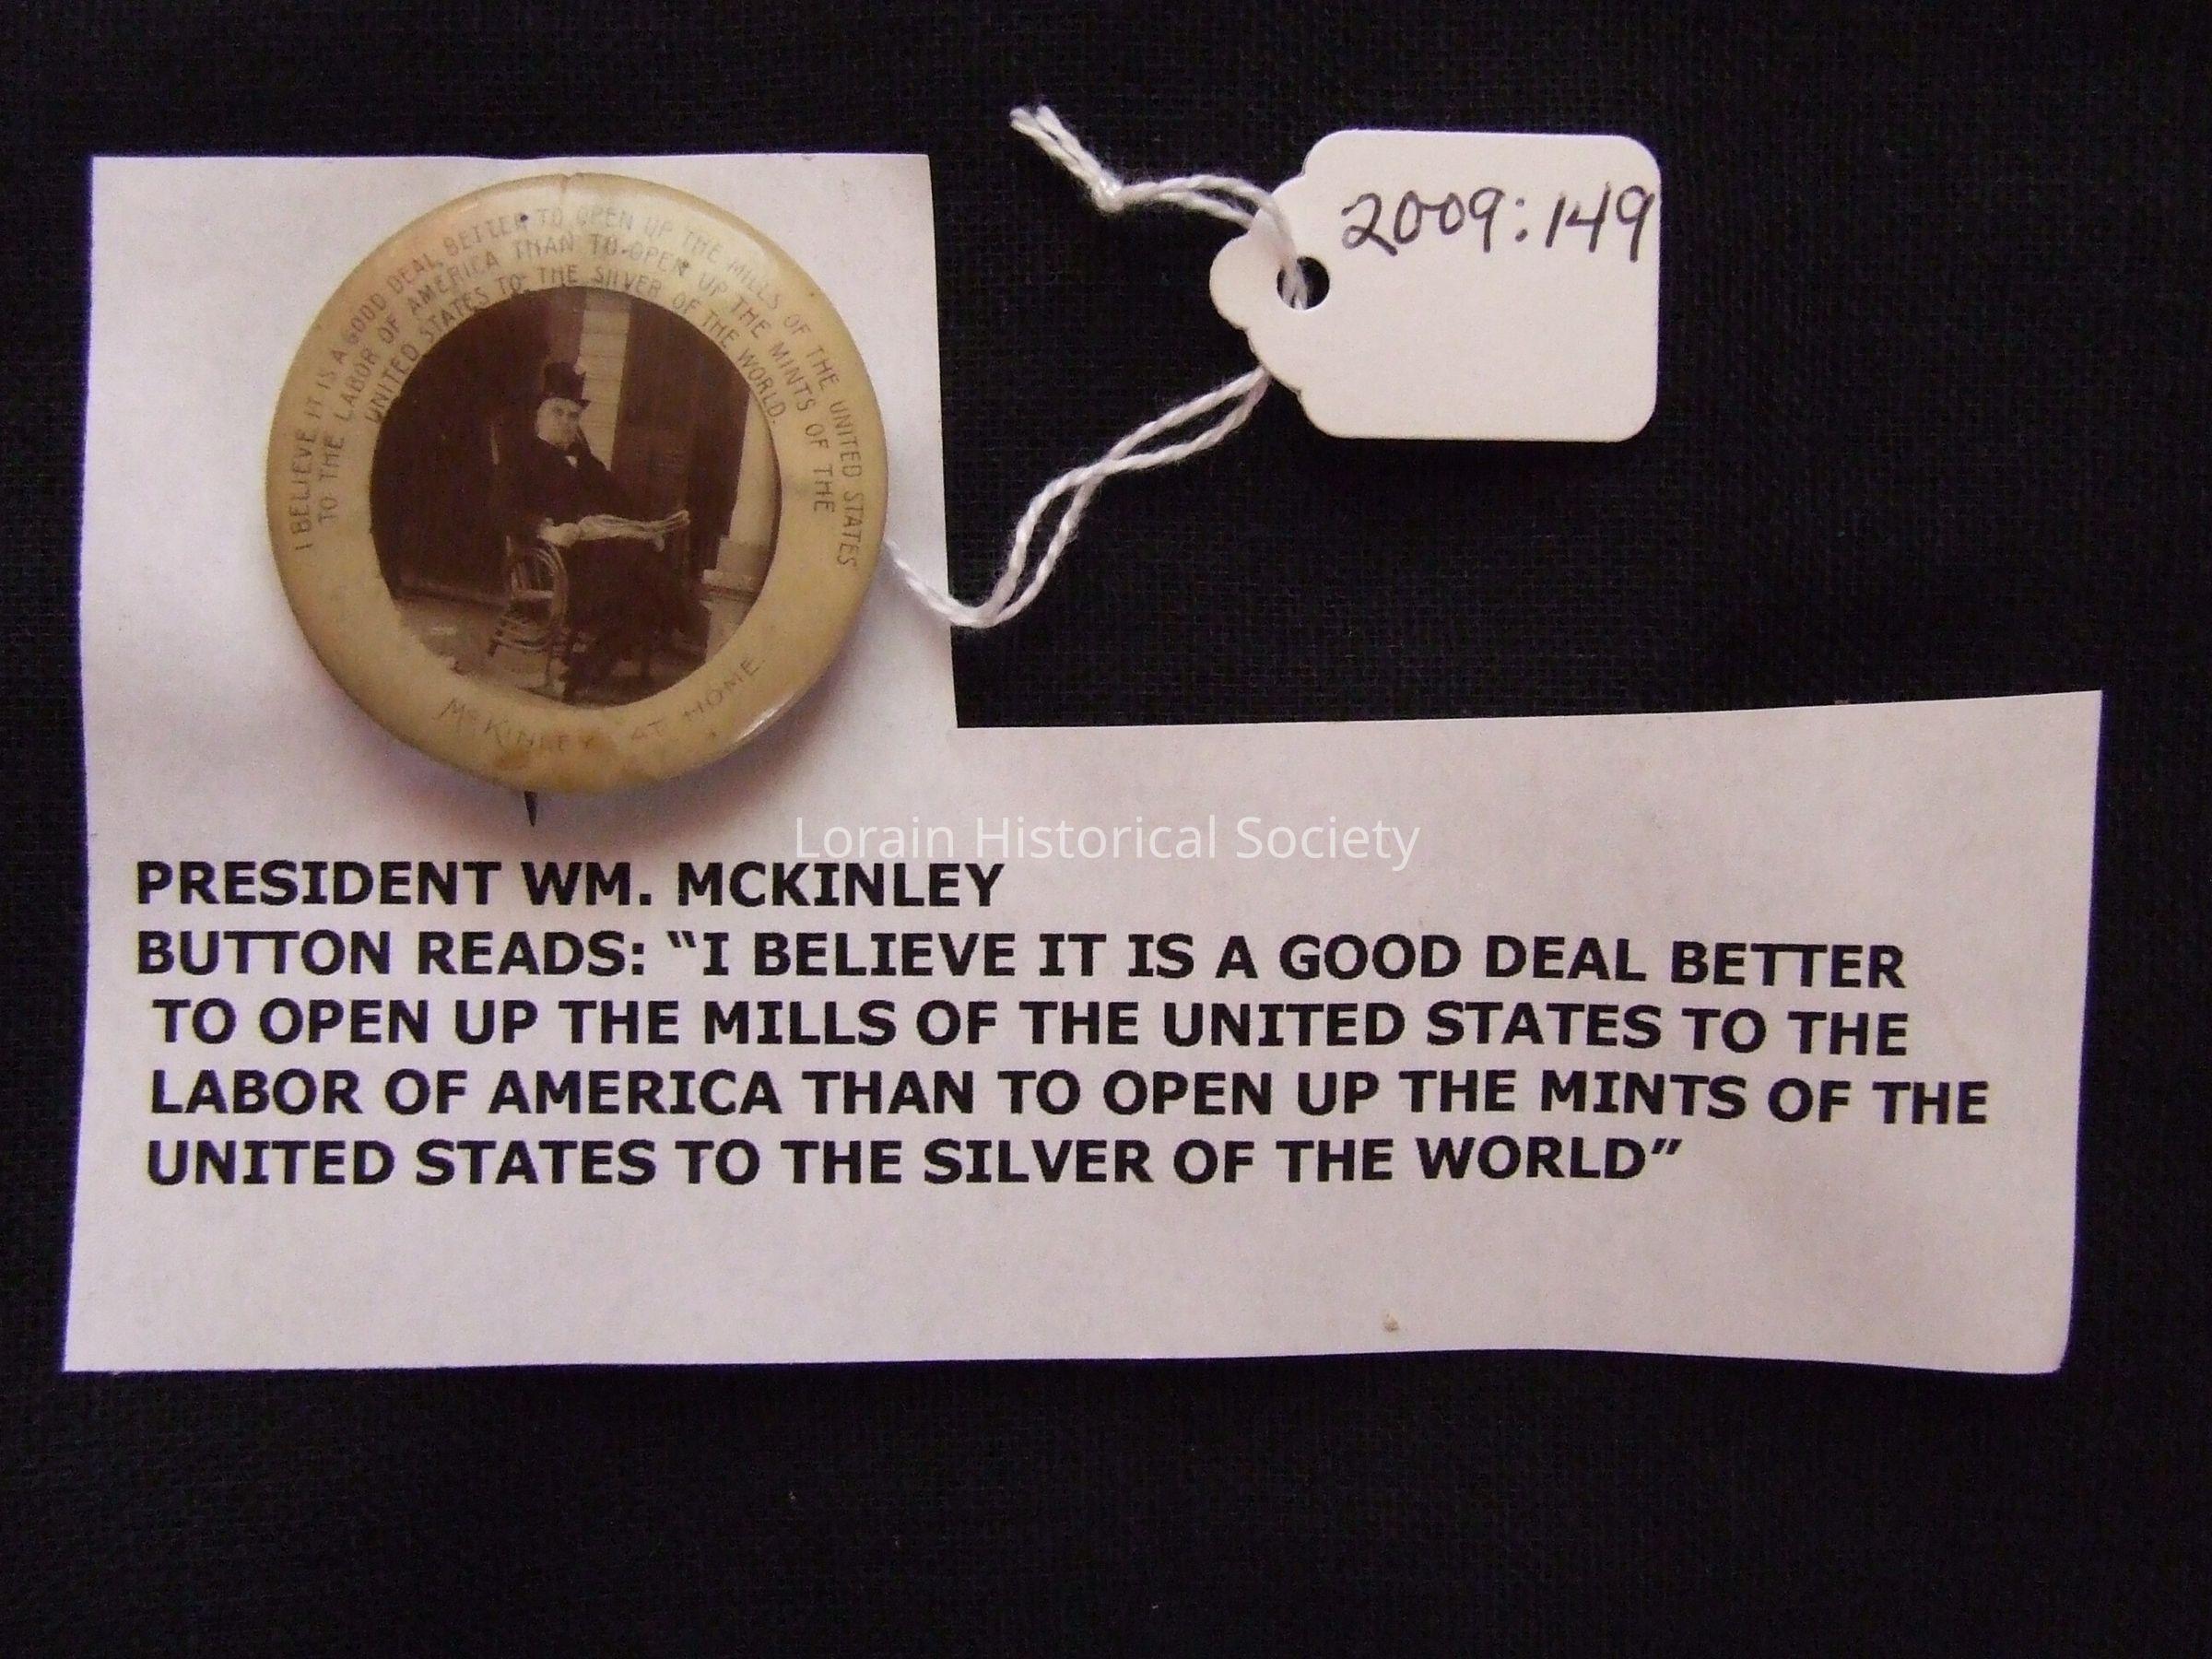 I BELIEVE IT IS A GOOD DEAL BETTER TO OPEN UP THE MILLS OF THE UNITED STATES
TO THE LABOR OF AMERICA THAN TO OPEN UP THE MINTS OF THE
UNITED STATES TO THE SILVER OF THE WORLD.
McKINLEY AT HOME.
2009:149
Lorain Historical Society
PRESIDENT WM. MCKINLEY
BUTTON READS: “I BELIEVE IT IS A GOOD DEAL BETTER
TO OPEN UP THE MILLS OF THE UNITED STATES TO THE
LABOR OF AMERICA THAN TO OPEN UP THE MINTS OF THE
UNITED STATES TO THE SILVER OF THE WORLD”